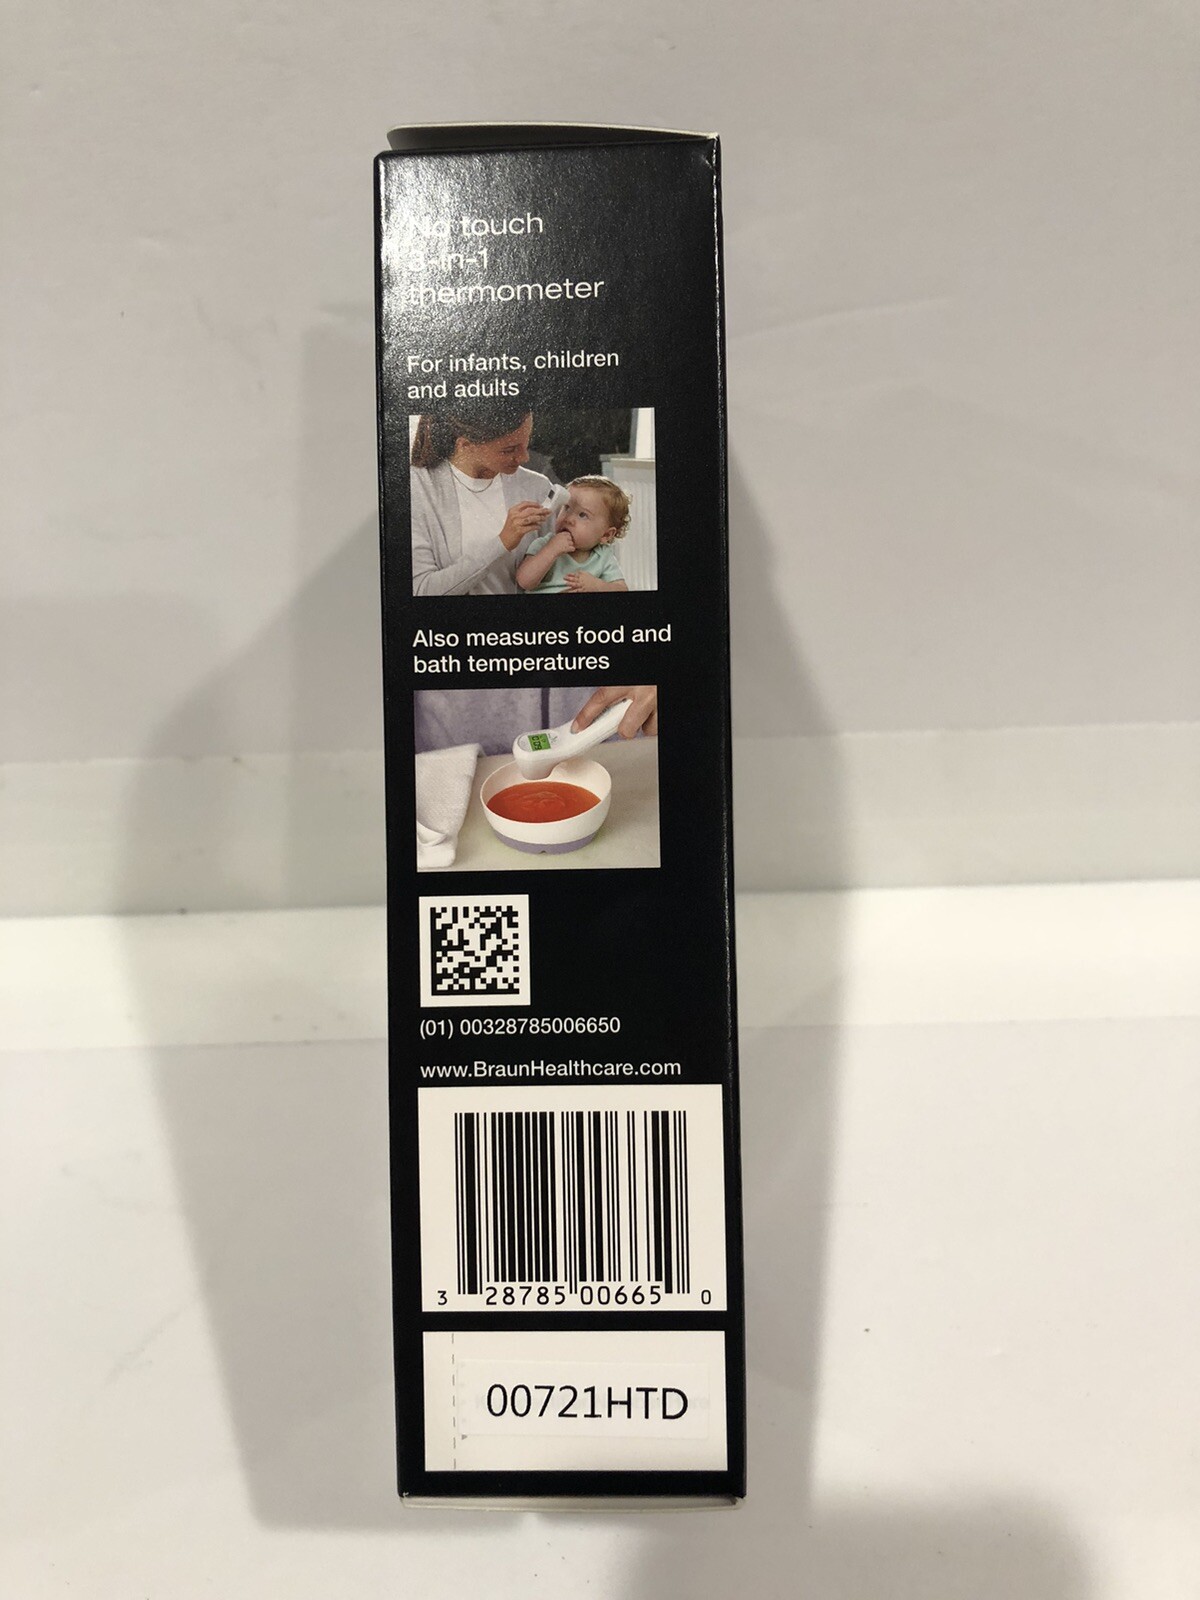 No touch
3-in-1
thermometer
For infants, children
and adults
Also measures food and
bath temperatures
(01) 00328785006650
www.BraunHealthcare.com
3 28785 00665 0
00721HTD